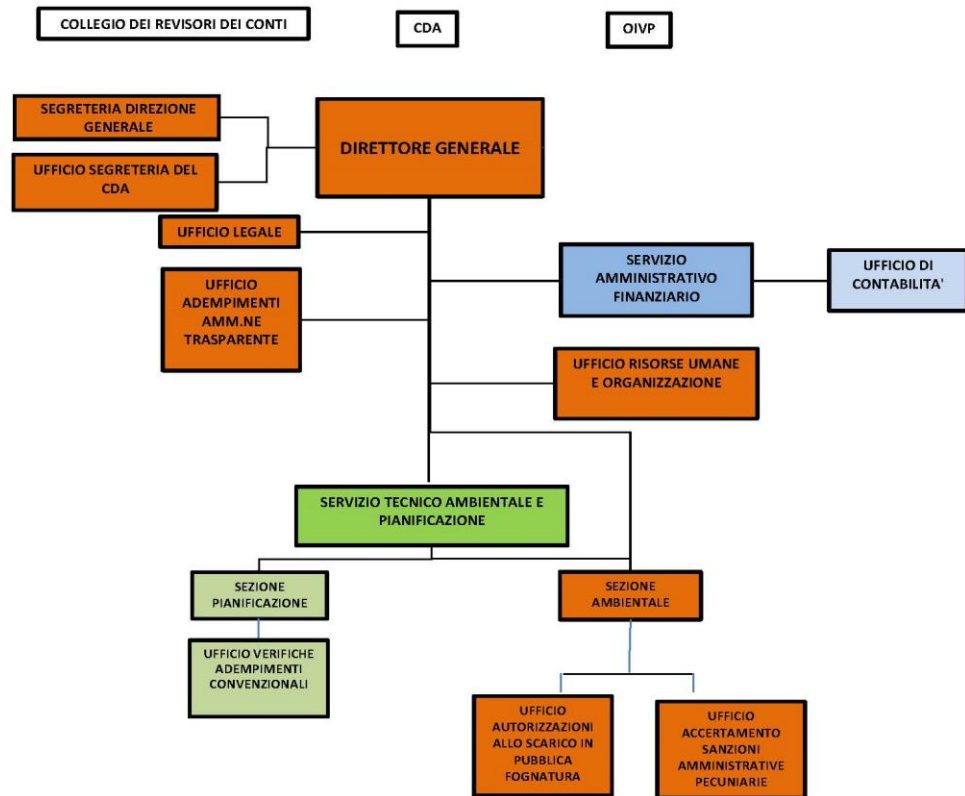 COLLEGIO DEI REVISORI DEI CONTI
CDA
OIVP
SEGRETERIA DIREZIONE
GENERALE
UFFICIO SEGRETERIA DEL
CDA
DIRETTORE GENERALE
UFFICIO LEGALE
UFFICIO
ADEMPIMENTI
AMM.NE
TRASPARENTE
SERVIZIO
AMMINISTRATIVO
FINANZIARIO
UFFICIO DI
CONTABILITA'
UFFICIO RISORSE UMANE
E ORGANIZZAZIONE
SERVIZIO TECNICO AMBIENTALE E
PIANIFICAZIONE
SEZIONE
PIANIFICAZIONE
SEZIONE
AMBIENTALE
UFFICIO VERIFICHE
ADEMPIMENTI
CONVENZIONALI
UFFICIO
AUTORIZZAZIONI
ALLO SCARICO IN
PUBBLICA
FOGNATURA
UFFICIO
ACCERTAMENTO
SANZIONI
AMMINISTRATIVE
PECUNIARIE